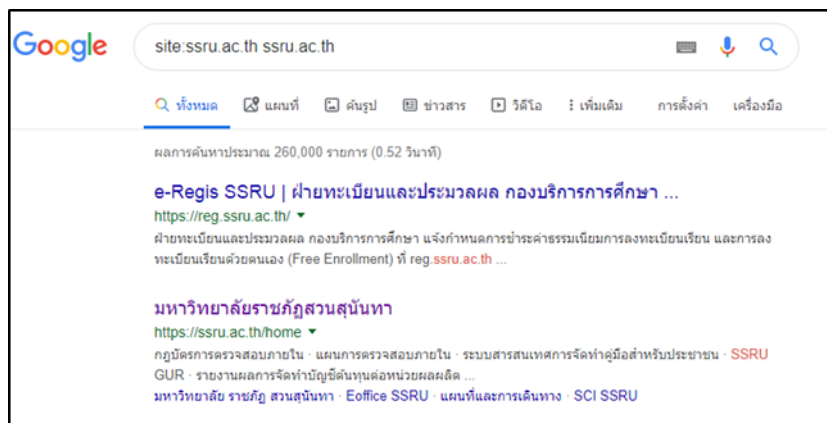 Google
site:ssru.ac.th ssru.ac.th
ทั้งหมด แผนที่ ค้นรูป ข่าวสาร วิดีโอ เพิ่มเติม การตั้งค่า เครื่องมือ
ผลการค้นหาประมาณ 260,000 รายการ (0.52 วินาที)
e-Regis SSRU | ฝ่ายทะเบียนและประมวลผล กองบริการการศึกษา ...
https://reg.ssru.ac.th/
ฝ่ายทะเบียนและประมวลผล กองบริการการศึกษา แจ้งกำหนดการชำระค่าธรรมเนียมการลงทะเบียนเรียน และการลง
ทะเบียนเรียนด้วยตนเอง (Free Enrollment) ที่ reg.ssru.ac.th ...
มหาวิทยาลัยราชภัฏสวนสุนันทา
https://ssru.ac.th/home
กฎบัตรการตรวจสอบภายใน · แผนการตรวจสอบภายใน · ระบบสารสนเทศการจัดทำคู่มือสำหรับประชาชน · SSRU
GUR · รายงานผลการจัดทำบัญชีต้นทุนต่อหน่วยผลผลิต ...
มหาวิทยาลัย ราชภัฏ สวนสุนันทา · Eoffice SSRU · แผนที่และการเดินทาง · SCI SSRU